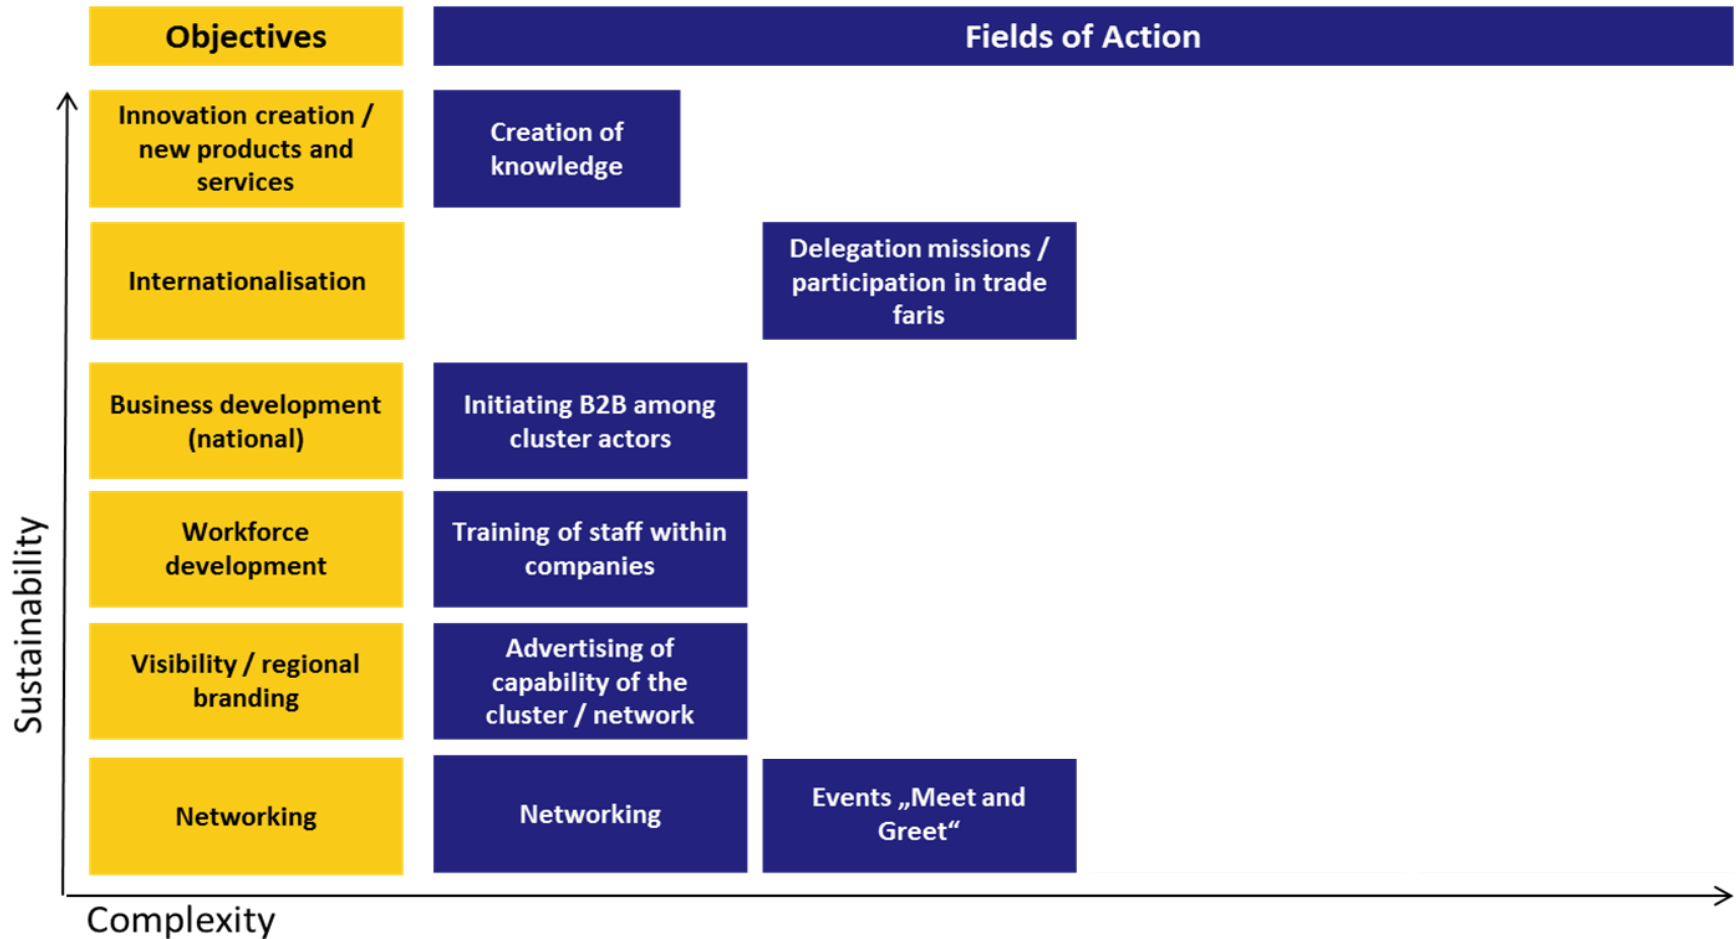 Objectives
Fields of Action
Innovation creation /
new products and
services
Creation of
knowledge
Internationalisation
Delegation missions /
participation in trade
faris
Business development
(national)
Initiating B2B among
cluster actors
Workforce
development
Training of staff within
companies
Visibility / regional
branding
Advertising of
capability of the
cluster / network
Networking
Networking
Events „Meet and
Greet“
Sustainability
Complexity